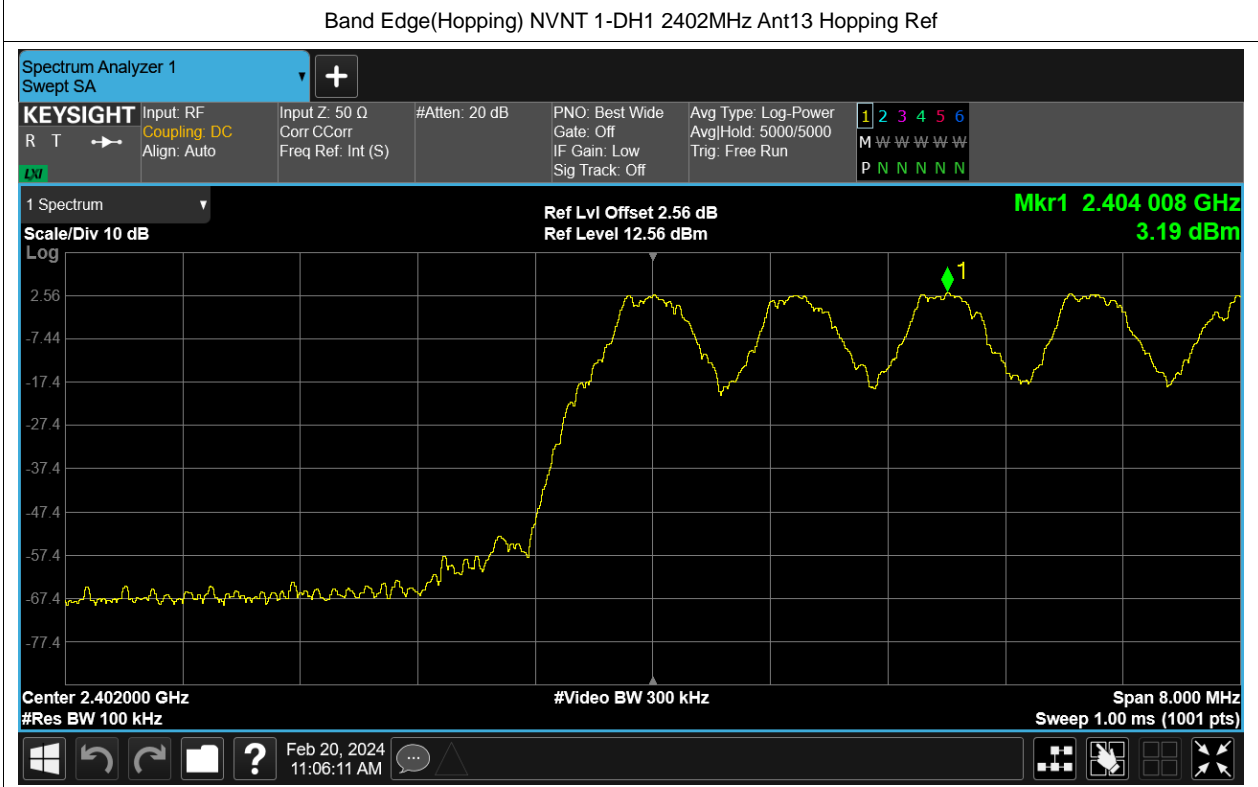 Band Edge(Hopping) NVNT 1-DH1 2402MHz Ant13 Hopping Ref
Spectrum Analyzer 1
Swept SA
▼
+
KEYSIGHT
R T
LXI
Input: RF
Coupling: DC
Align: Auto
Input Z: 50 Ω
Corr CCorr
Freq Ref: Int (S)
#Atten: 20 dB
PNO: Best Wide
Gate: Off
IF Gain: Low
Sig Track: Off
Avg Type: Log-Power
Avg|Hold: 5000/5000
Trig: Free Run
1 2 3 4 5 6
M W W W W W
P N N N N N
1 Spectrum ▼
Scale/Div 10 dB
Ref Lvl Offset 2.56 dB
Ref Level 12.56 dBm
Mkr1 2.404 008 GHz
3.19 dBm
Log
1
2.56
-7.44
-17.4
-27.4
-37.4
-47.4
-57.4
-67.4
-77.4
Center 2.402000 GHz
#Video BW 300 kHz
Span 8.000 MHz
#Res BW 100 kHz
Sweep 1.00 ms (1001 pts)
?
Feb 20, 2024
11:06:11 AM